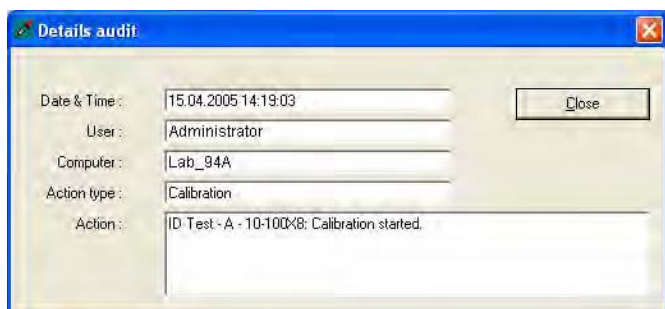 Details audit
Date & Time : 15.04.2005 14:19:03
Close
User : Administrator
Computer : Lab_94A
Action type : Calibration
Action : ID Test - A - 10-100X8: Calibration started.